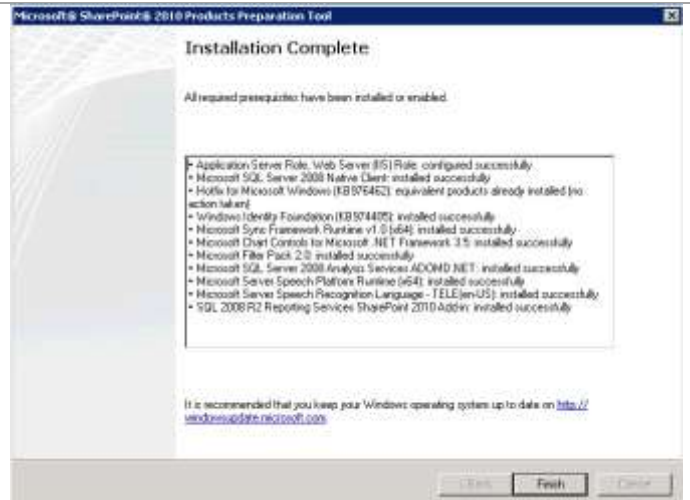 Microsoft® SharePoint® 2010 Products Preparation Tool
Installation Complete
All required prerequisites have been installed or enabled.
• Application Server Role, Web Server (IIS) Role: configured successfully
• Microsoft SQL Server 2008 Native Client: installed successfully
• Hotfix for Microsoft Windows (KB976462): equivalent products already installed (no
action taken)
• Windows Identity Foundation (KB974405): installed successfully
• Microsoft Sync Framework Runtime v1.0 (x64): installed successfully
• Microsoft Chart Controls for Microsoft .NET Framework 3.5: installed successfully
• Microsoft Filter Pack 2.0: installed successfully
• Microsoft SQL Server 2008 Analysis Services ADOMD.NET: installed successfully
• Microsoft Server Speech Platform Runtime (x64): installed successfully
• Microsoft Server Speech Recognition Language - TELE(en-US): installed successfully
• SQL 2008 R2 Reporting Services SharePoint 2010 Add-in: installed successfully
It is recommended that you keep your Windows operating system up to date on http://
windowsupdate.microsoft.com.
< Back Finish Cancel